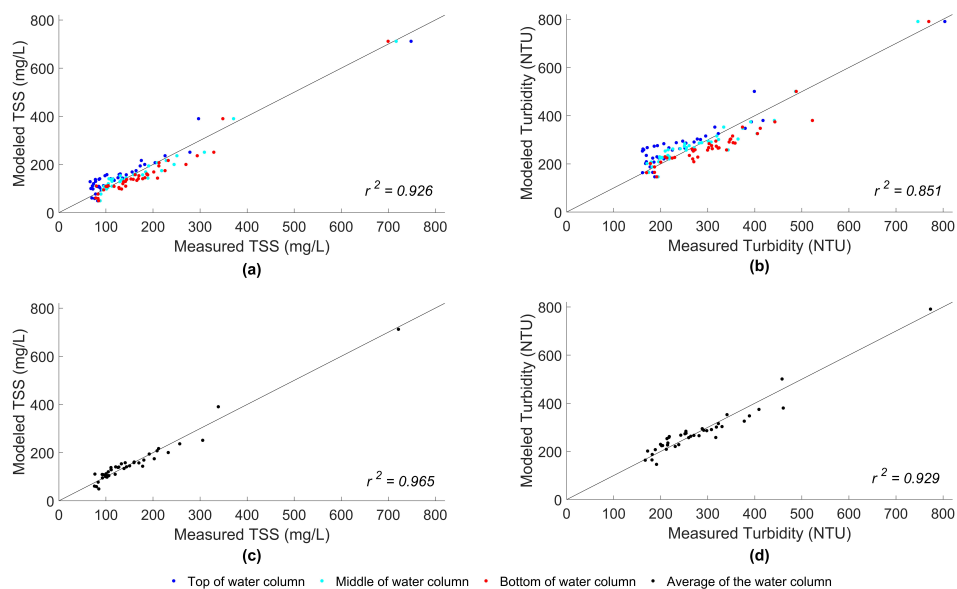 Modeled TSS (mg/L)
800
600
400
200
0
r 2 = 0.926
0 100 200 300 400 500 600 700 800
Measured TSS (mg/L)
(a)
Modeled Turbidity (NTU)
800
600
400
200
0
r 2 = 0.851
0 100 200 300 400 500 600 700 800
Measured Turbidity (NTU)
(b)
Modeled TSS (mg/L)
800
600
400
200
0
r 2 = 0.965
0 100 200 300 400 500 600 700 800
Measured TSS (mg/L)
(c)
Modeled Turbidity (NTU)
800
600
400
200
0
r 2 = 0.929
0 100 200 300 400 500 600 700 800
Measured Turbidity (NTU)
(d)
Top of water column Middle of water column Bottom of water column Average of the water column